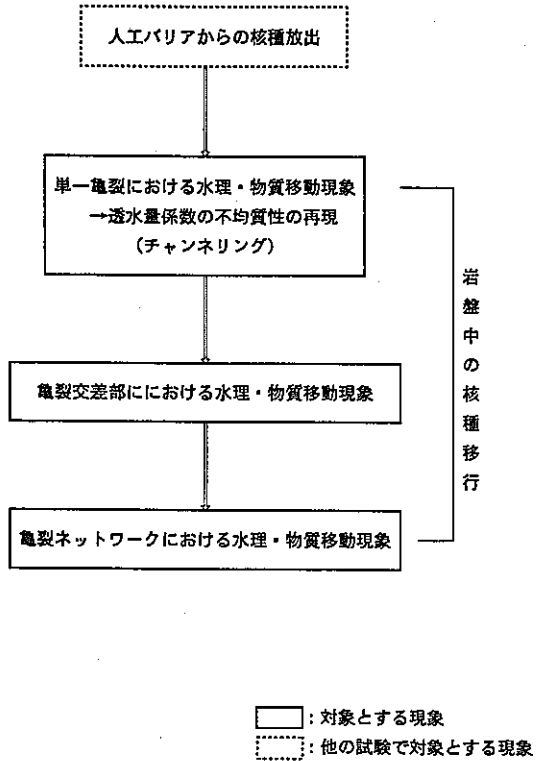 人工バリアからの核種放出
単一亀裂における水理・物質移動現象
→透水量係数の不均質性の再現
(チャンネリング)
岩盤中の核種移行
亀裂交差部ににおける水理・物質移動現象
亀裂ネットワークにおける水理・物質移動現象
:対象とする現象
:他の試験で対象とする現象